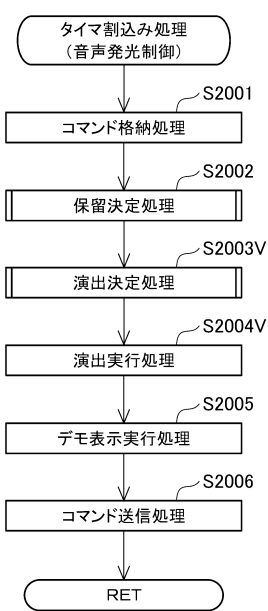 タイマ割込み処理
（音声発光制御）
S2001
コマンド格納処理
S2002
保留決定処理
S2003V
演出決定処理
S2004V
演出実行処理
S2005
デモ表示実行処理
S2006
コマンド送信処理
RET